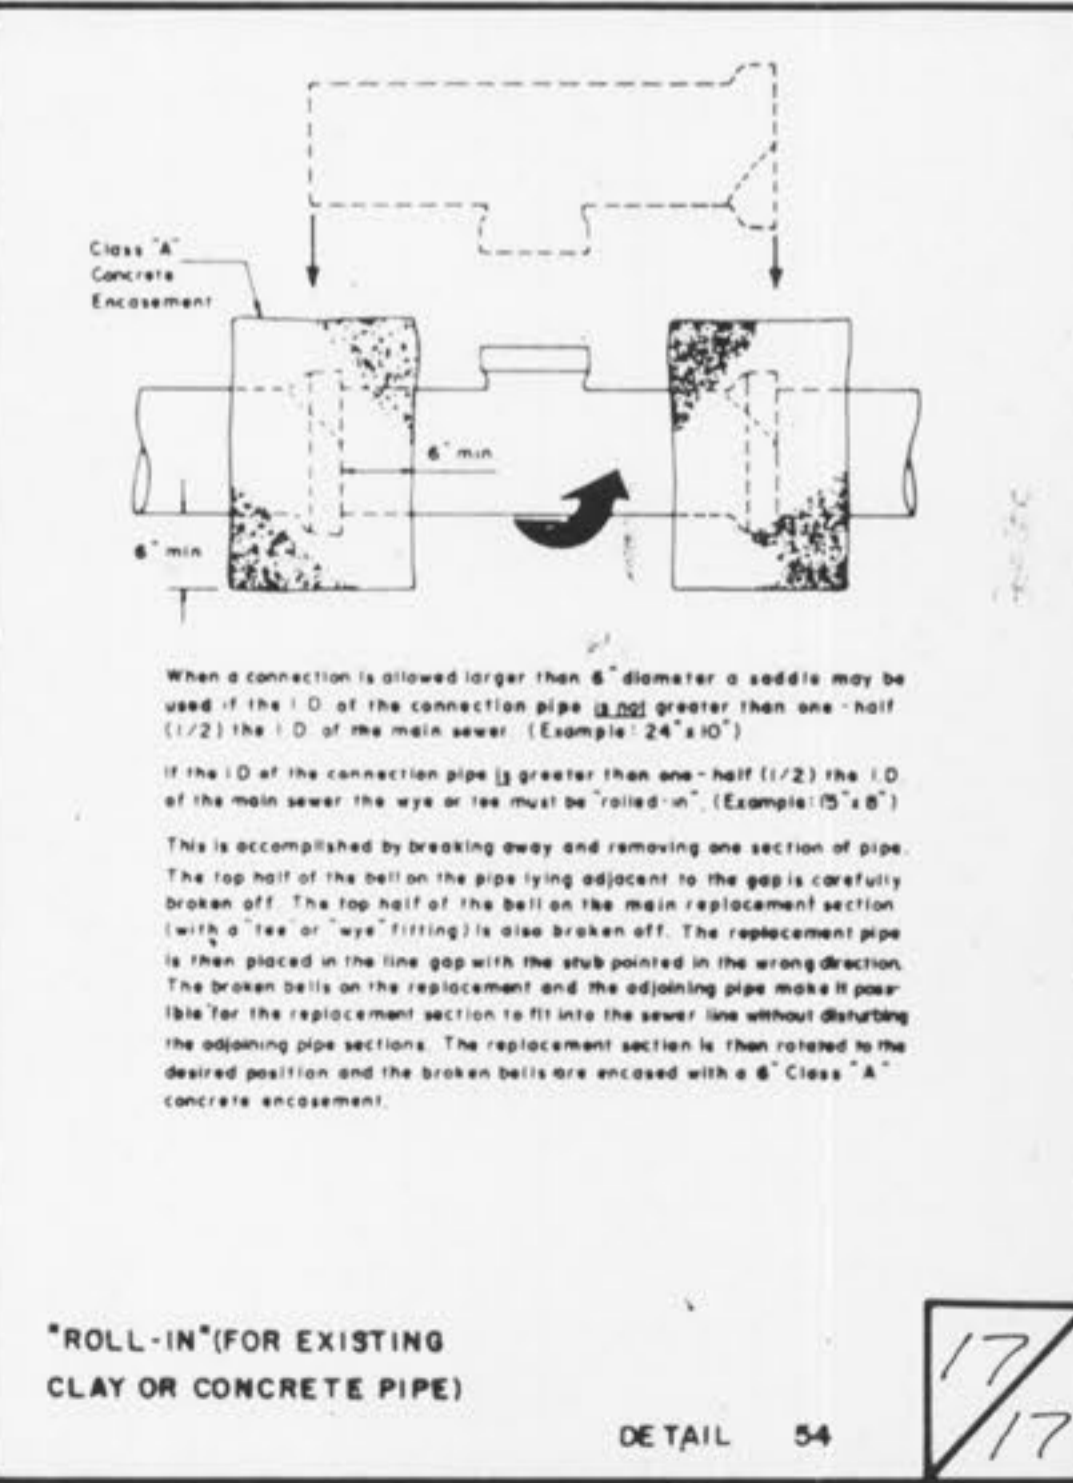 Class "A"
Concrete
Encasement
6" min
6" min
When a connection is allowed larger than 6" diameter a saddle may be
used if the I.D. of the connection pipe is not greater than one-half
(1/2) the I.D. of the main sewer. (Example: 24"x10")
If the I.D of the connection pipe is greater than one-half (1/2) the I.D.
of the main sewer the wye or tee must be "rolled-in". (Example: 15"x 8")
This is accomplished by breaking away and removing one section of pipe.
The top half of the bell on the pipe lying adjacent to the gap is carefully
broken off. The top half of the bell on the main replacement section
(with a "tee" or "wye" fitting) is also broken off. The replacement pipe
is then placed in the line gap with the stub pointed in the wrong direction.
The broken bells on the replacement and the adjoining pipe make it poss-
ible for the replacement section to fit into the sewer line without disturbing
the adjoining pipe sections. The replacement section is then rotated to the
desired position and the broken bells are encased with a 6" Class "A"
concrete encasement.
"ROLL-IN" (FOR EXISTING
CLAY OR CONCRETE PIPE)
DETAIL 54
17/17